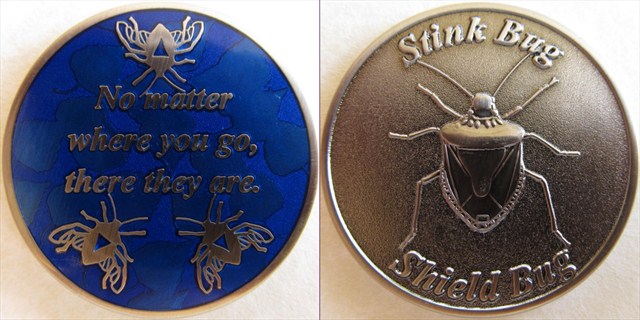 No matter
where you go,
there they are.
Stink Bug
Shield Bug